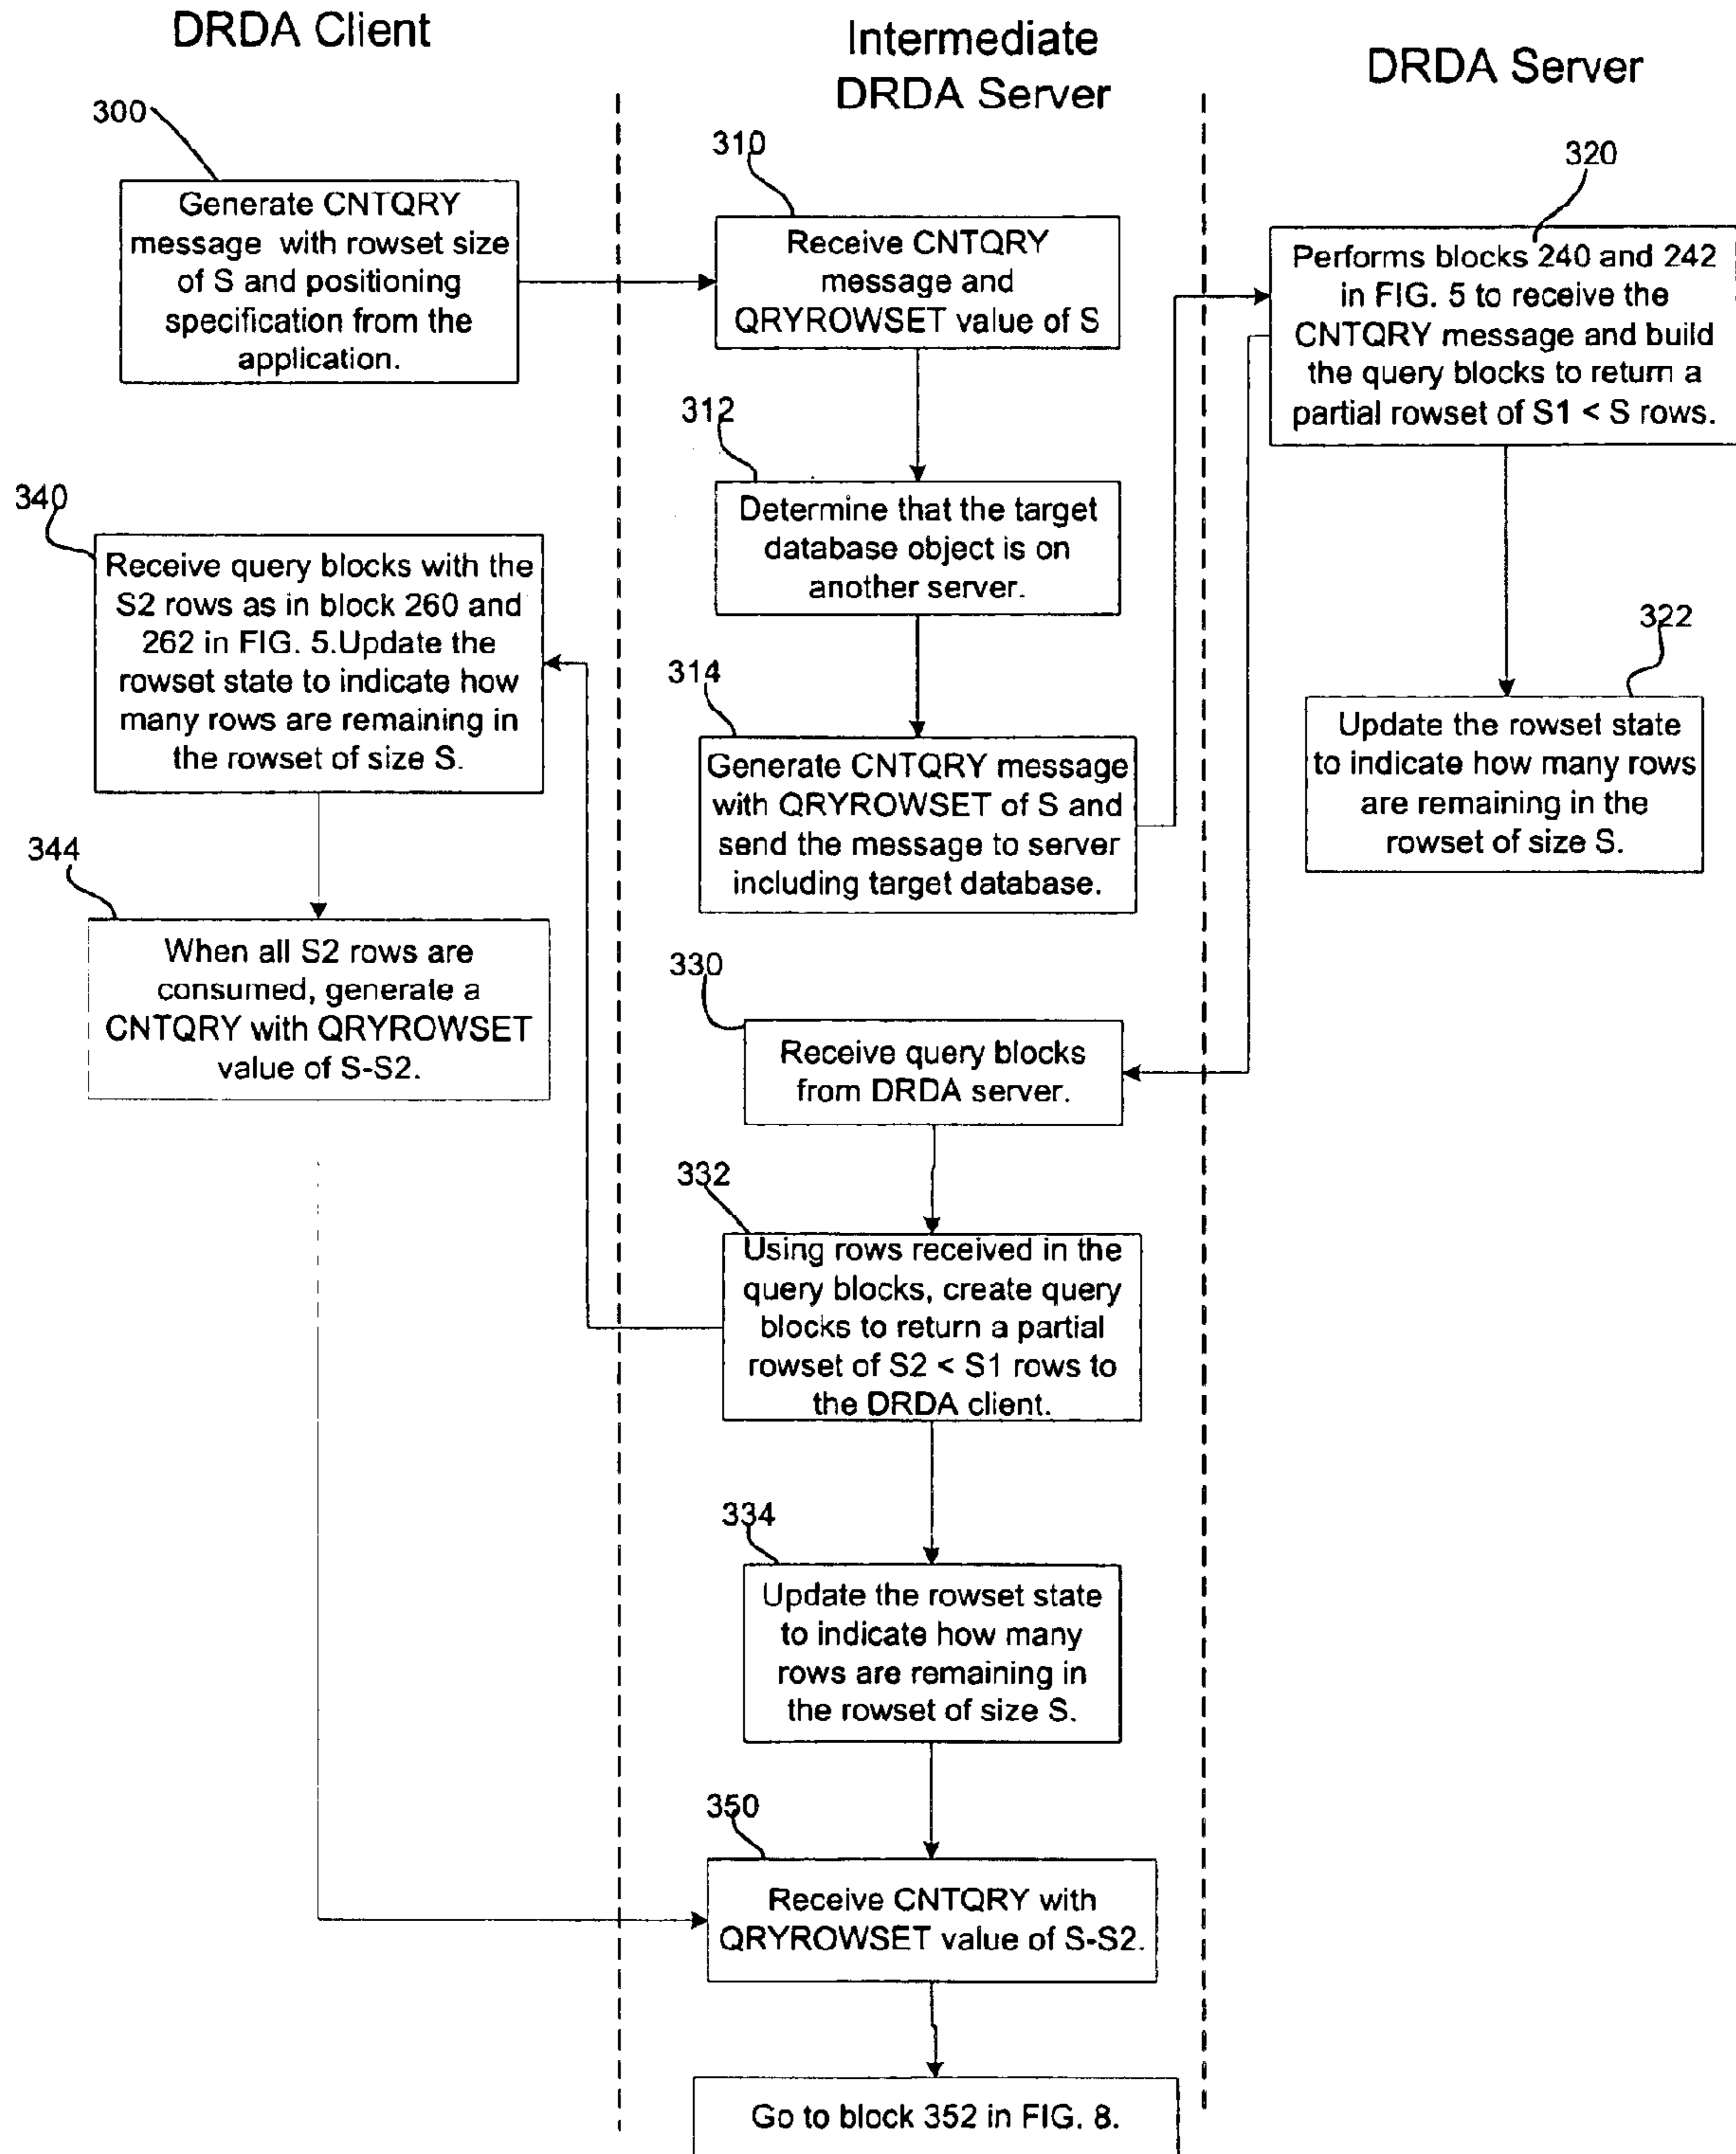 DRDA Client
Intermediate
DRDA Server
DRDA Server
300
Generate CNTQRY
message with rowset size
of S and positioning
specification from the
application.
310
Receive CNTQRY
message and
QRYROWSET value of S
320
Performs blocks 240 and 242
in FIG. 5 to receive the
CNTQRY message and build
the query blocks to return a
partial rowset of S1 < S rows.
312
Determine that the target
database object is on
another server.
340
Receive query blocks with the
S2 rows as in block 260 and
262 in FIG. 5.Update the
rowset state to indicate how
many rows are remaining in
the rowset of size S.
322
Update the rowset state
to indicate how many rows
are remaining in the
rowset of size S.
314
Generate CNTQRY message
with QRYROWSET of S and
send the message to server
including target database.
344
When all S2 rows are
consumed, generate a
CNTQRY with QRYROWSET
value of S-S2.
330
Receive query blocks
from DRDA server.
332
Using rows received in the
query blocks, create query
blocks to return a partial
rowset of S2 < S1 rows to
the DRDA client.
334
Update the rowset state
to indicate how many
rows are remaining in
the rowset of size S.
350
Receive CNTQRY with
QRYROWSET value of S-S2.
Go to block 352 in FIG. 8.